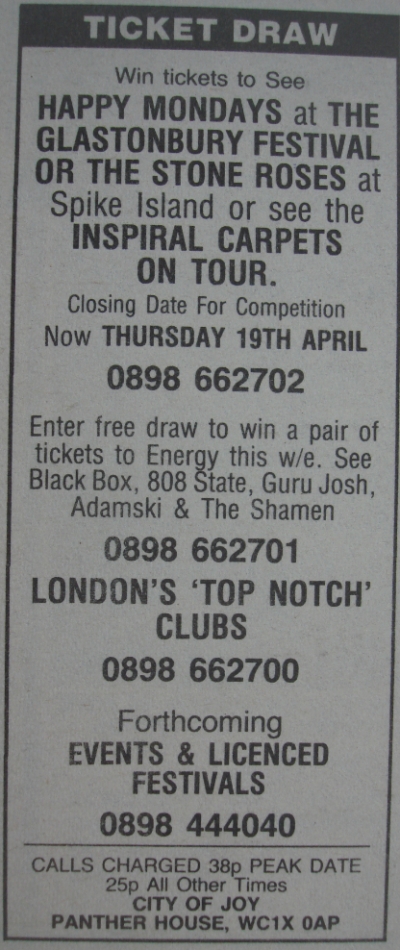 TICKET DRAW
Win tickets to See
HAPPY MONDAYS at THE
GLASTONBURY FESTIVAL
OR THE STONE ROSES at
Spike Island or see the
INSPIRAL CARPETS
ON TOUR.
Closing Date For Competition
Now THURSDAY 19TH APRIL
0898 662702
Enter free draw to win a pair of
tickets to Energy this w/e. See
Black Box, 808 State, Guru Josh,
Adamski & The Shamen
0898 662701
LONDON'S 'TOP NOTCH'
CLUBS
0898 662700
Forthcoming
EVENTS & LICENCED
FESTIVALS
0898 444040
CALLS CHARGED 38p PEAK DATE
25p All Other Times
CITY OF JOY
PANTHER HOUSE, WC1X 0AP